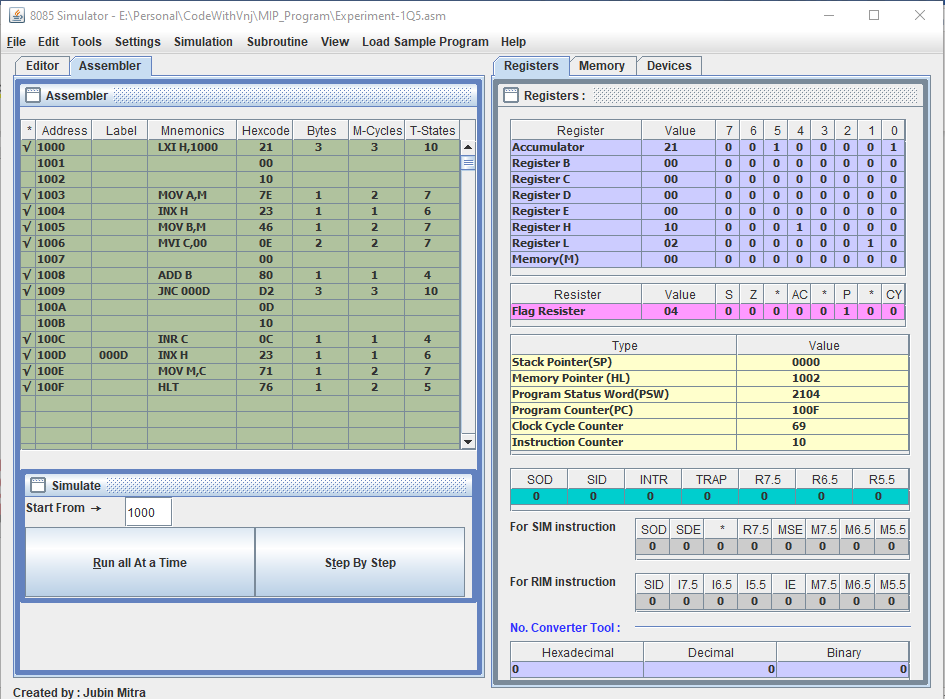 8085 Simulator - E:\Personal\CodeWithVnj\MIP_Program\Experiment-1Q5.asm
File Edit Tools Settings Simulation Subroutine View Load Sample Program Help
Editor Assembler
Assembler
* Address Label Mnemonics Hexcode Bytes M-Cycles T-States
√ 1000 LXI H,1000 21 3 3 10
1001 00
1002 10
√ 1003 MOV A,M 7E 1 2 7
√ 1004 INX H 23 1 1 6
√ 1005 MOV B,M 46 1 2 7
√ 1006 MVI C,00 0E 2 2 7
1007 00
√ 1008 ADD B 80 1 1 4
√ 1009 JNC 000D D2 3 3 10
100A 0D
100B 10
√ 100C INR C 0C 1 1 4
√ 100D 000D INX H 23 1 1 6
√ 100E MOV M,C 71 1 2 7
√ 100F HLT 76 1 2 5
Simulate
Start From → 1000
Run all At a Time Step By Step
Created by : Jubin Mitra
Registers Memory Devices
Registers :
Register Value 7 6 5 4 3 2 1 0
Accumulator 21 0 0 1 0 0 0 0 1
Register B 00 0 0 0 0 0 0 0 0
Register C 00 0 0 0 0 0 0 0 0
Register D 00 0 0 0 0 0 0 0 0
Register E 00 0 0 0 0 0 0 0 0
Register H 10 0 0 0 1 0 0 0 0
Register L 02 0 0 0 0 0 0 1 0
Memory(M) 00 0 0 0 0 0 0 0 0
Resister Value S Z * AC * P * CY
Flag Resister 04 0 0 0 0 0 1 0 0
Type Value
Stack Pointer(SP) 0000
Memory Pointer (HL) 1002
Program Status Word(PSW) 2104
Program Counter(PC) 100F
Clock Cycle Counter 69
Instruction Counter 10
SOD SID INTR TRAP R7.5 R6.5 R5.5
0 0 0 0 0 0 0
For SIM instruction
SOD SDE * R7.5 MSE M7.5 M6.5 M5.5
0 0 0 0 0 0 0 0
For RIM instruction
SID I7.5 I6.5 I5.5 IE M7.5 M6.5 M5.5
0 0 0 0 0 0 0 0
No. Converter Tool :
Hexadecimal Decimal Binary
0 0 0